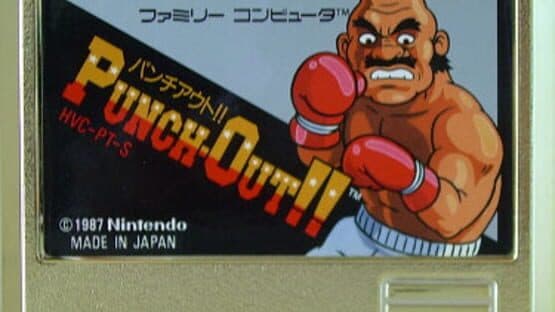 ファミリー コンピュータ™
パンチアウト!!
PUNCH-OUT!!™
HVC-PT-S
©1987 Nintendo
MADE IN JAPAN